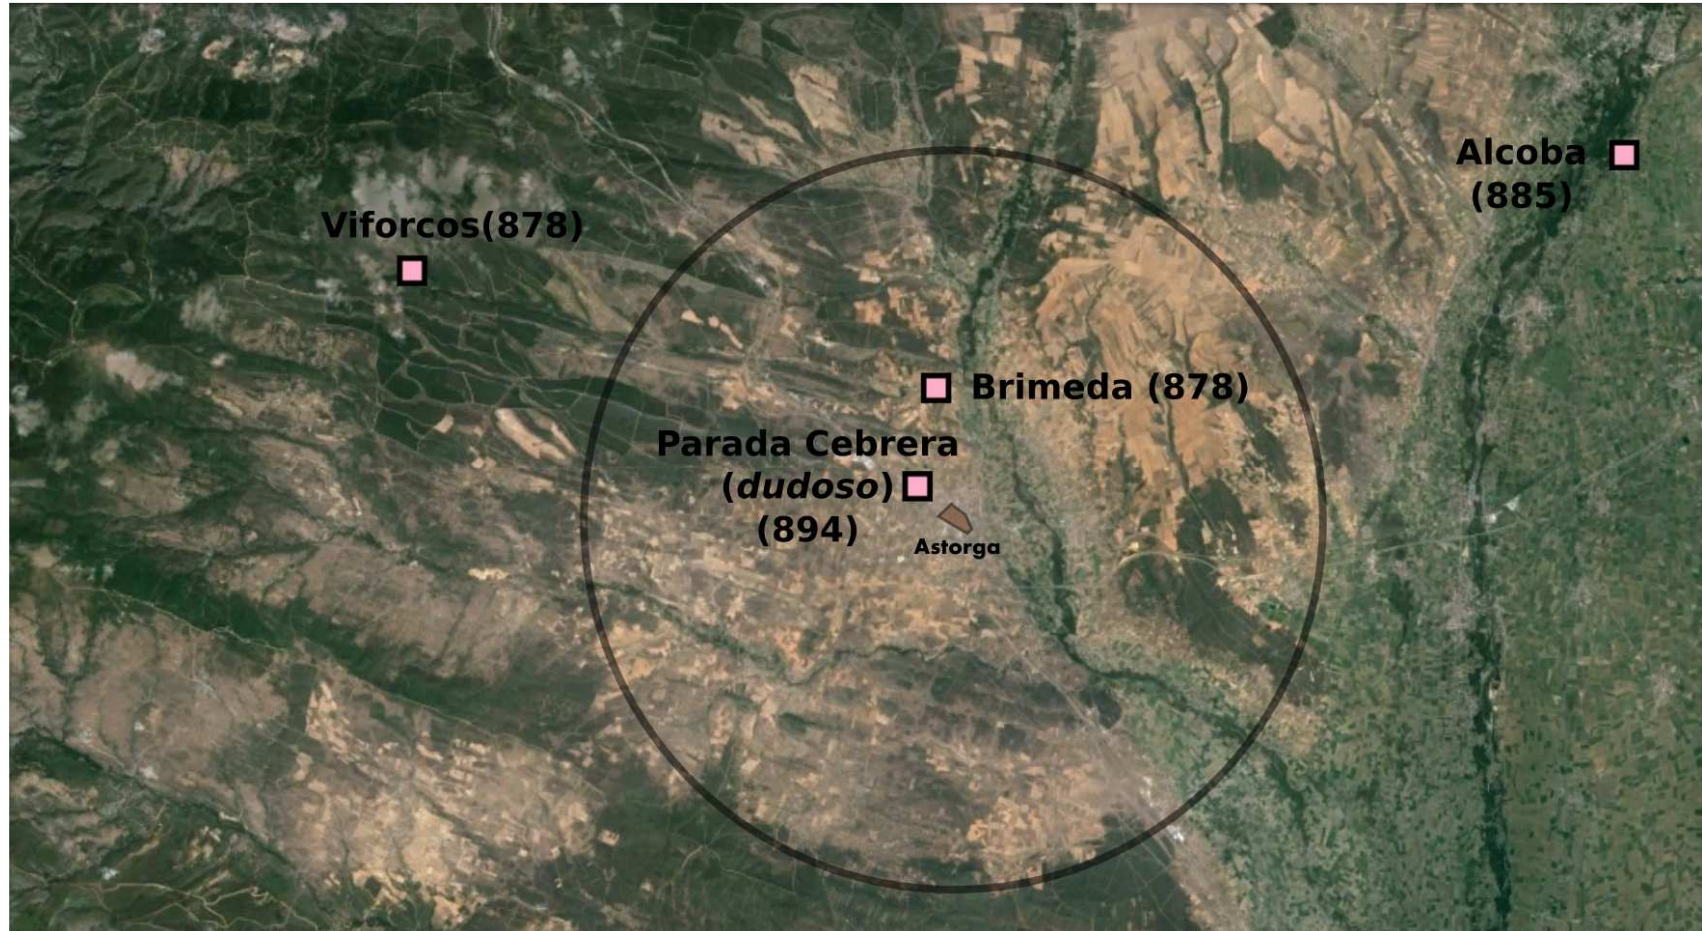 Alcoba
(885)
Viforcos(878)
Brimeda (878)
Parada Cebrera
(dudoso)
(894)
Astorga